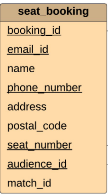 seat_booking
booking_id
email_id
name
phone_number
address
postal_code
seat_number
audience_id
match_id